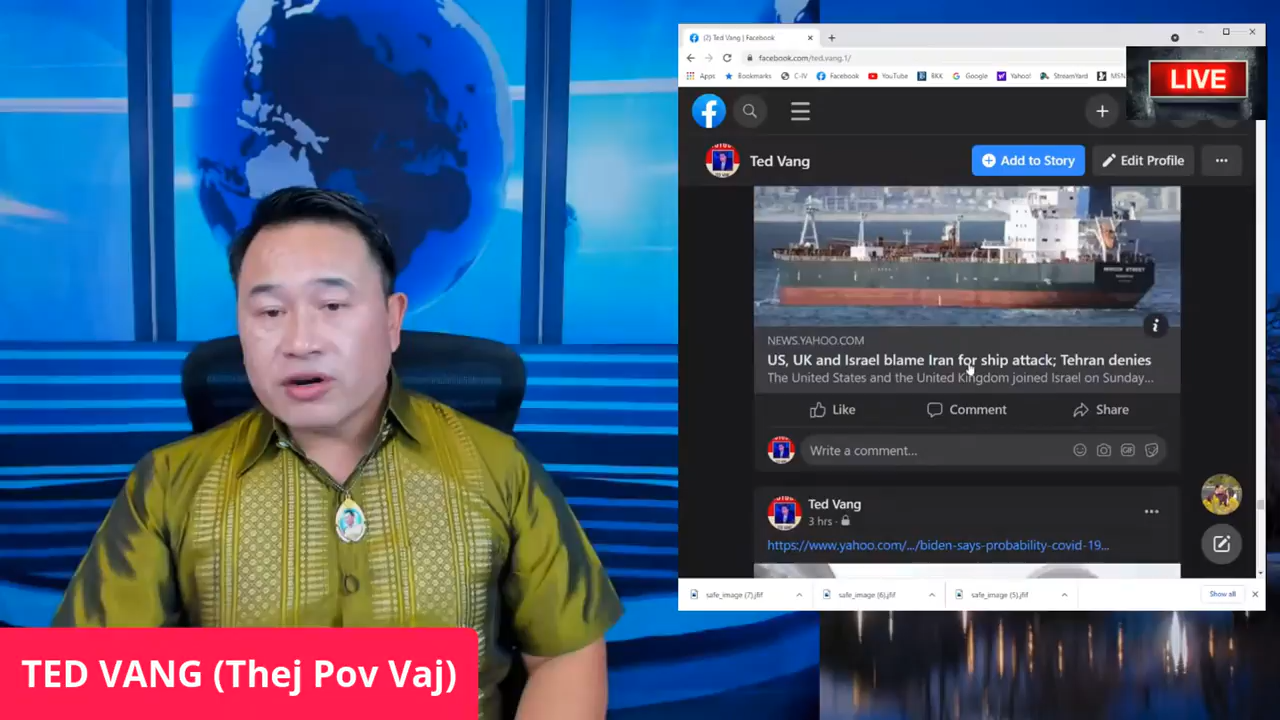 (2) Ted Vang | Facebook
facebook.com/ted.vang.1/
Apps Bookmarks C-IV Facebook YouTube BKK Google Yahoo! StreamYard MSN
LIVE
Ted Vang
Add to Story
Edit Profile
NEWS.YAHOO.COM
US, UK and Israel blame Iran for ship attack; Tehran denies
The United States and the United Kingdom joined Israel on Sunday...
Like Comment Share
Write a comment...
GIF
Ted Vang
3 hrs
https://www.yahoo.com/.../biden-says-probability-covid-19...
safe_image (7).jfif safe_image (6).jfif safe_image (5).jfif Show all
TED VANG (Thej Pov Vaj)